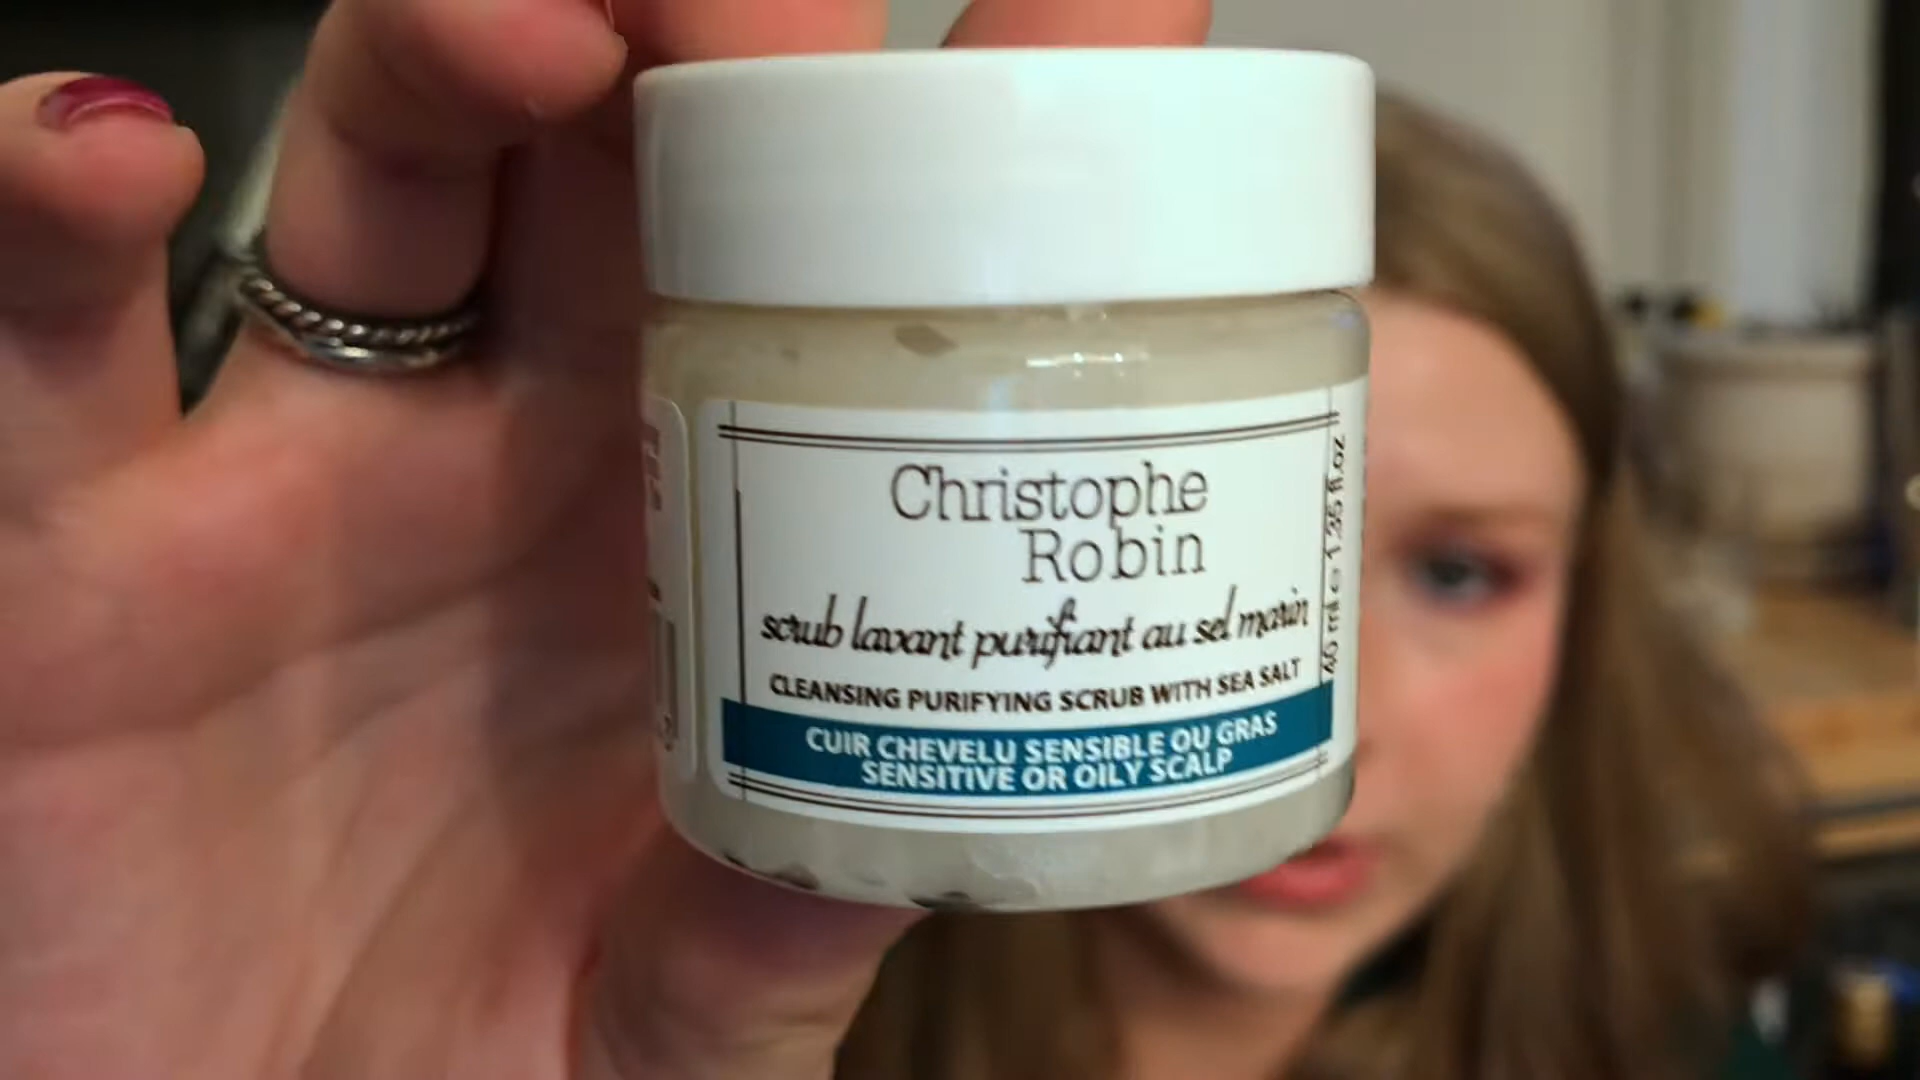 Christophe
Robin
scrub lavant purifiant au sel marin
CLEANSING PURIFYING SCRUB WITH SEA SALT
CUIR CHEVELU SENSIBLE OU GRAS
SENSITIVE OR OILY SCALP
40 ml e 1.35 fl.oz